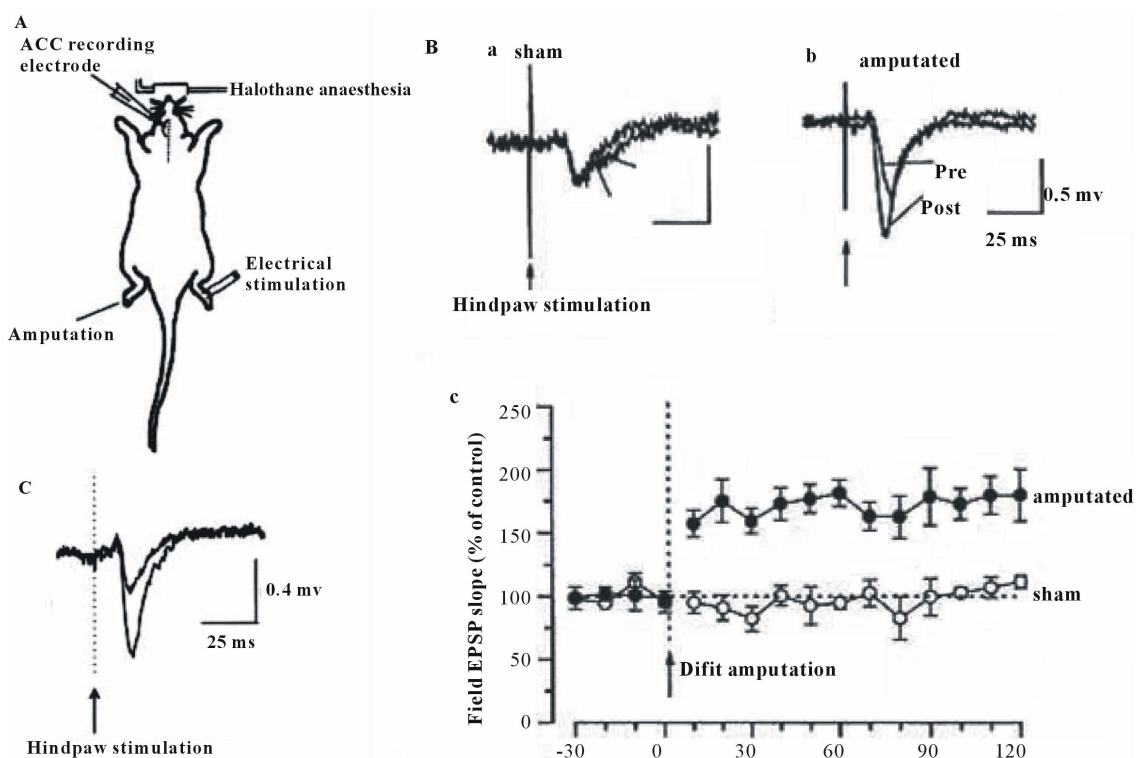 A
ACC recording
electrode
Halothane anaesthesia
Electrical
stimulation
Amputation
B
a sham
Hindpaw stimulation
b
amputated
Pre
Post
0.5 mv
25 ms
C
0.4 mv
25 ms
Hindpaw stimulation
c
Field EPSP slope (% of control)
250
200
150
100
50
0
amputated
sham
Difit amputation
-30 0 30 60 90 120